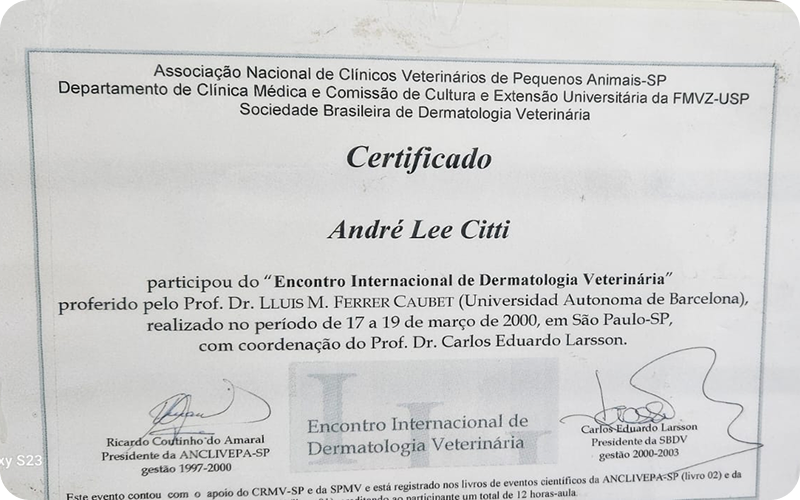 Associação Nacional de Clínicos Veterinários de Pequenos Animais-SP
Departamento de Clínica Médica e Comissão de Cultura e Extensão Universitária da FMVZ-USP
Sociedade Brasileira de Dermatologia Veterinária
Certificado
André Lee Citti
participou do "Encontro Internacional de Dermatologia Veterinária"
proferido pelo Prof. Dr. LLUIS M. FERRER CAUBET (Universidad Autonoma de Barcelona),
realizado no período de 17 a 19 de março de 2000, em São Paulo-SP,
com coordenação do Prof. Dr. Carlos Eduardo Larsson.
Encontro Internacional de
Dermatologia Veterinária
Ricardo Coutinho do Amaral
Presidente da ANCLIVEPA-SP
gestão 1997-2000
Carlos Eduardo Larsson
Presidente da SBDV
gestão 2000-2003
xy S23
Este evento contou com o apoio do CRMV-SP e da SPMV e está registrado nos livros de eventos científicos da ANCLIVEPA-SP (livro 02) e da
ao participante um total de 12 horas-aula